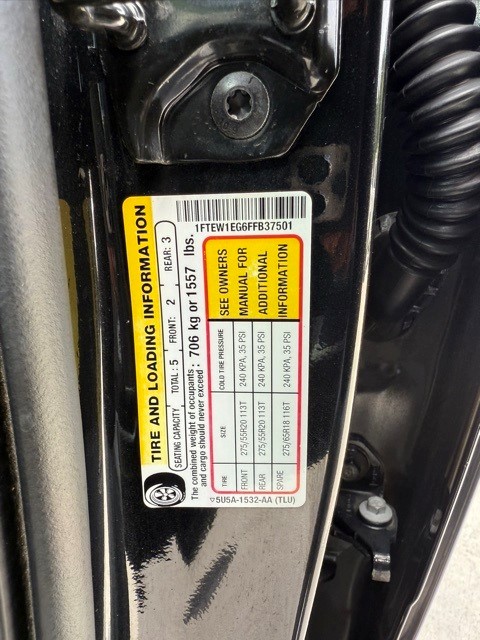 TIRE AND LOADING INFORMATION
SEATING CAPACITY TOTAL: 5 FRONT: 2 REAR: 3
The combined weight of occupants and cargo should never exceed: 706 kg or 1557 lbs.
TIRE SIZE COLD TIRE PRESSURE
FRONT 275/55R20 113T 240 KPA, 35 PSI
REAR 275/55R20 113T 240 KPA, 35 PSI
SPARE 275/65R18 116T 240 KPA, 35 PSI
SEE OWNERS
MANUAL FOR
ADDITIONAL
INFORMATION
5U5A-1532-AA (TLU)
1FTEW1EG6FFB37501